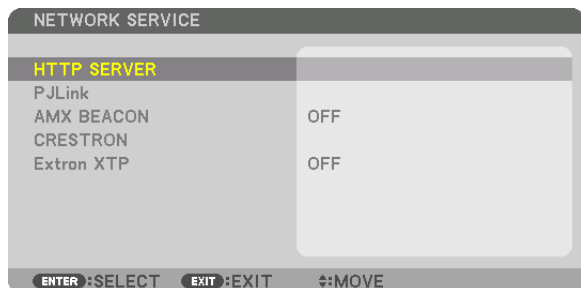 NETWORK SERVICE
HTTP SERVER
PJLink
AMX BEACON OFF
CRESTRON
Extron XTP OFF
ENTER :SELECT EXIT :EXIT :MOVE